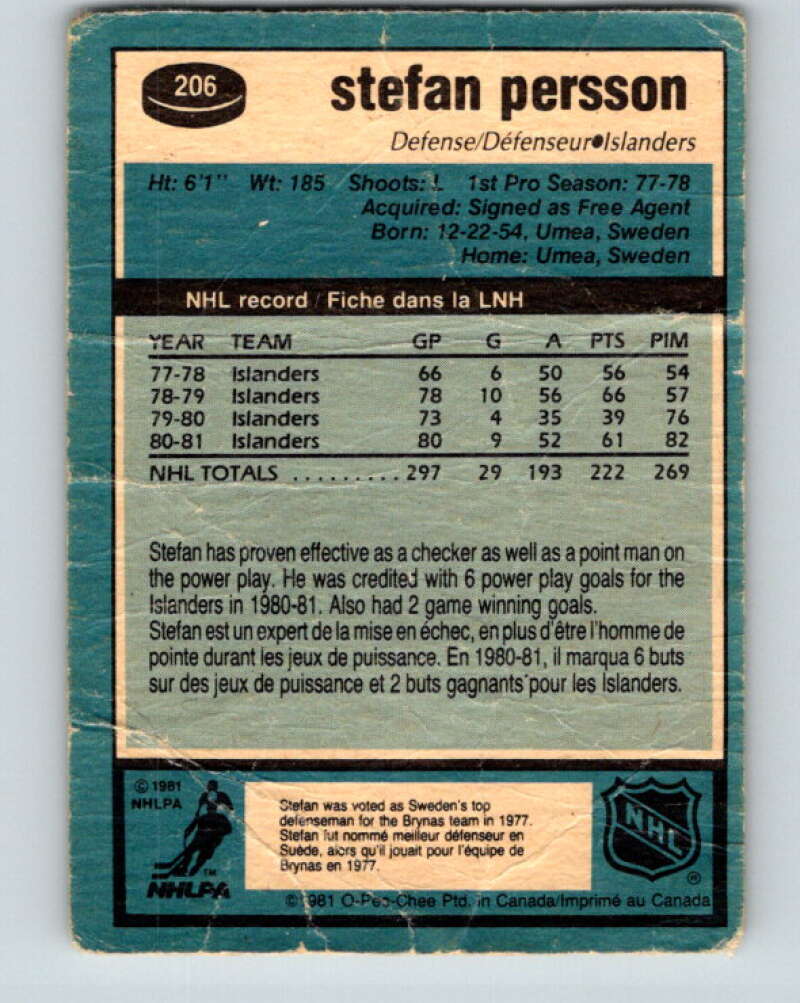 206
stefan persson
Defense/Défenseur•Islanders
Ht: 6'1" Wt: 185 Shoots: L 1st Pro Season: 77-78
Acquired: Signed as Free Agent
Born: 12-22-54, Umea, Sweden
Home: Umea, Sweden
NHL record / Fiche dans la LNH
YEAR TEAM GP G A PTS PIM
77-78 Islanders 66 6 50 56 54
78-79 Islanders 78 10 56 66 57
79-80 Islanders 73 4 35 39 76
80-81 Islanders 80 9 52 61 82
NHL TOTALS .......... 297 29 193 222 269
Stefan has proven effective as a checker as well as a point man on
the power play. He was credited with 6 power play goals for the
Islanders in 1980-81. Also had 2 game winning goals.
Stefan est un expert de la mise en échec, en plus d'être l'homme de
pointe durant les jeux de puissance. En 1980-81, il marqua 6 buts
sur des jeux de puissance et 2 buts gagnants pour les Islanders.
© 1981
NHLPA
Stefan was voted as Sweden's top
defenseman for the Brynas team in 1977.
Stefan fut nommé meilleur défenseur en
Suède, alors qu'il jouait pour l'équipe de
Brynas en 1977.
TM
NHLPA
NHL
®
©1981 O-Pee-Chee Ptd. in Canada/Imprimé au Canada